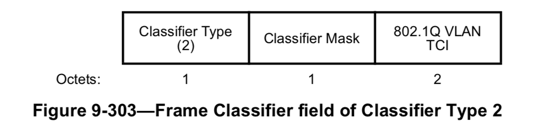 Classifier Type
(2)
Classifier Mask
802.1Q VLAN
TCI
Octets: 1 1 2
Figure 9-303—Frame Classifier field of Classifier Type 2